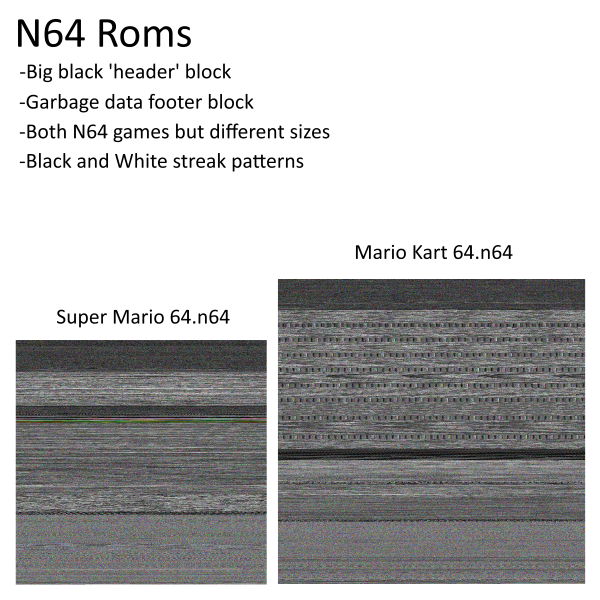 N64 Roms
-Big black 'header' block
-Garbage data footer block
-Both N64 games but different sizes
-Black and White streak patterns
Mario Kart 64.n64
Super Mario 64.n64